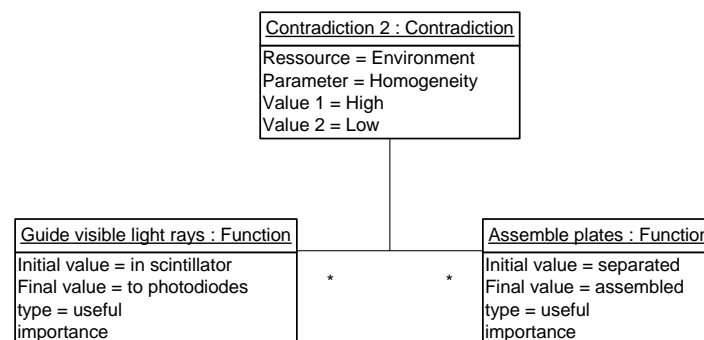 Contradiction 2 : Contradiction
Ressource = Environment
Parameter = Homogeneity
Value 1 = High
Value 2 = Low
Guide visible light rays : Function
Initial value = in scintillator
Final value = to photodiodes
type = useful
importance
* *
Assemble plates : Function
Initial value = separated
Final value = assembled
type = useful
importance